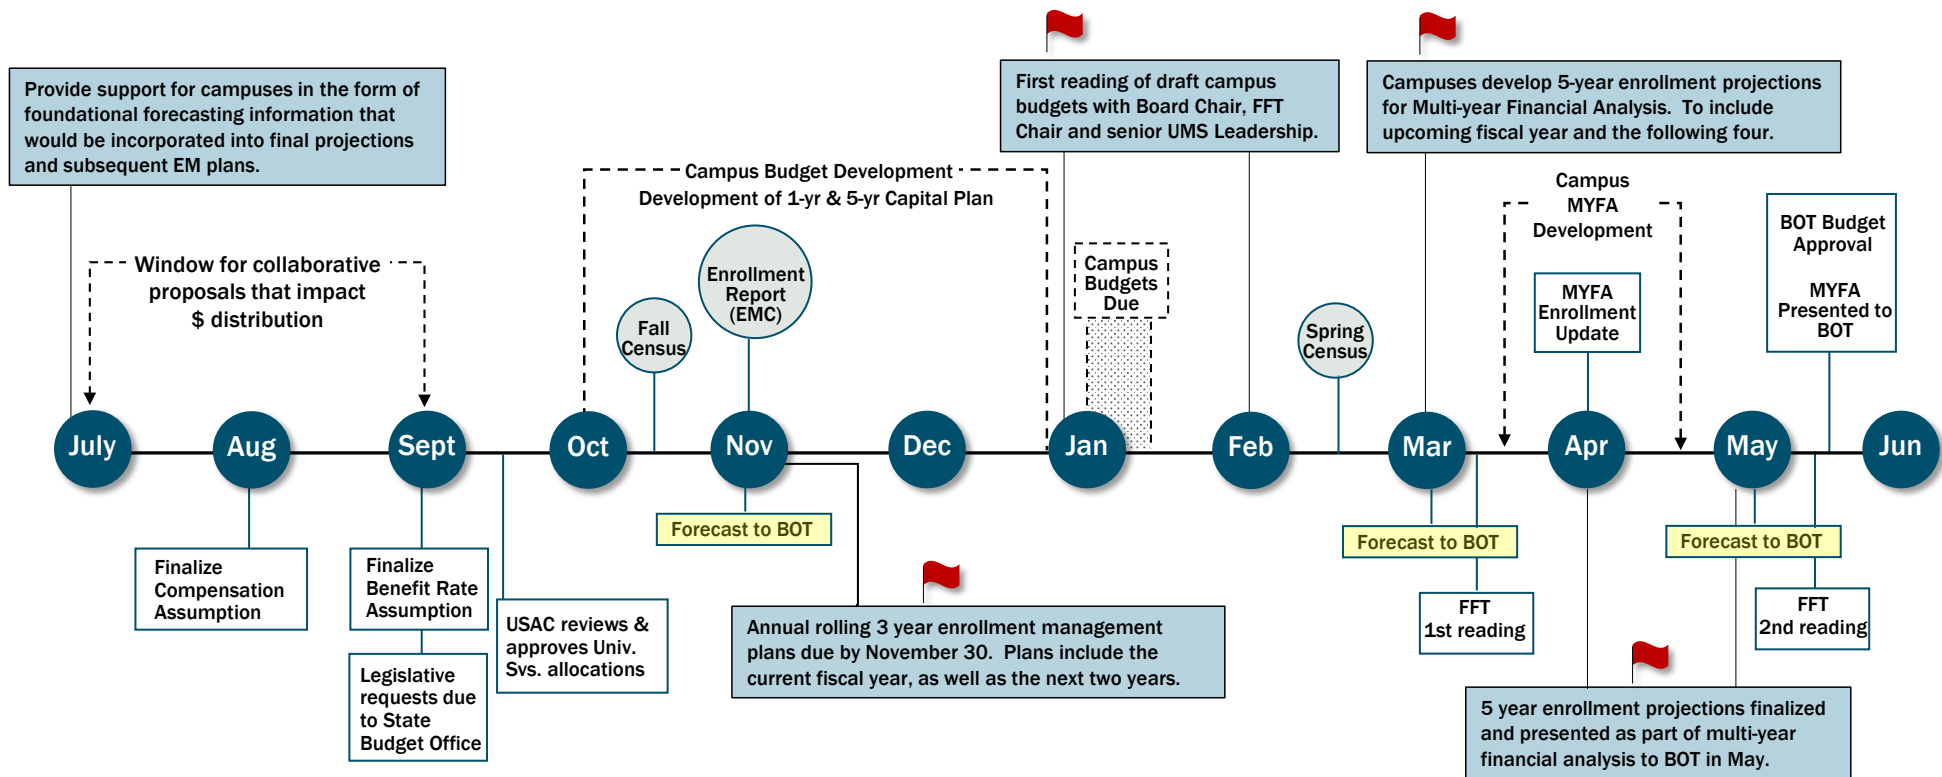 Provide support for campuses in the form of
foundational forecasting information that
would be incorporated into final projections
and subsequent EM plans.
First reading of draft campus
budgets with Board Chair, FFT
Chair and senior UMS Leadership.
Campuses develop 5-year enrollment projections
for Multi-year Financial Analysis.  To include
upcoming fiscal year and the following four.
Campus Budget Development
Development of 1-yr & 5-yr Capital Plan
Campus
MYFA
Development
Window for collaborative
proposals that impact
$ distribution
Fall
Census
Enrollment
Report
(EMC)
Campus
Budgets
Due
Spring
Census
MYFA
Enrollment
Update
BOT Budget
Approval
MYFA
Presented to
BOT
July
Aug
Sept
Oct
Nov
Dec
Jan
Feb
Mar
Apr
May
Jun
Finalize
Compensation
Assumption
Finalize
Benefit Rate
Assumption
Legislative
requests due
to State
Budget Office
USAC reviews &
approves Univ.
Svs. allocations
Forecast to BOT
Annual rolling 3 year enrollment management
plans due by November 30.  Plans include the
current fiscal year, as well as the next two years.
Forecast to BOT
FFT
1st reading
Forecast to BOT
FFT
2nd reading
5 year enrollment projections finalized
and presented as part of multi-year
financial analysis to BOT in May.